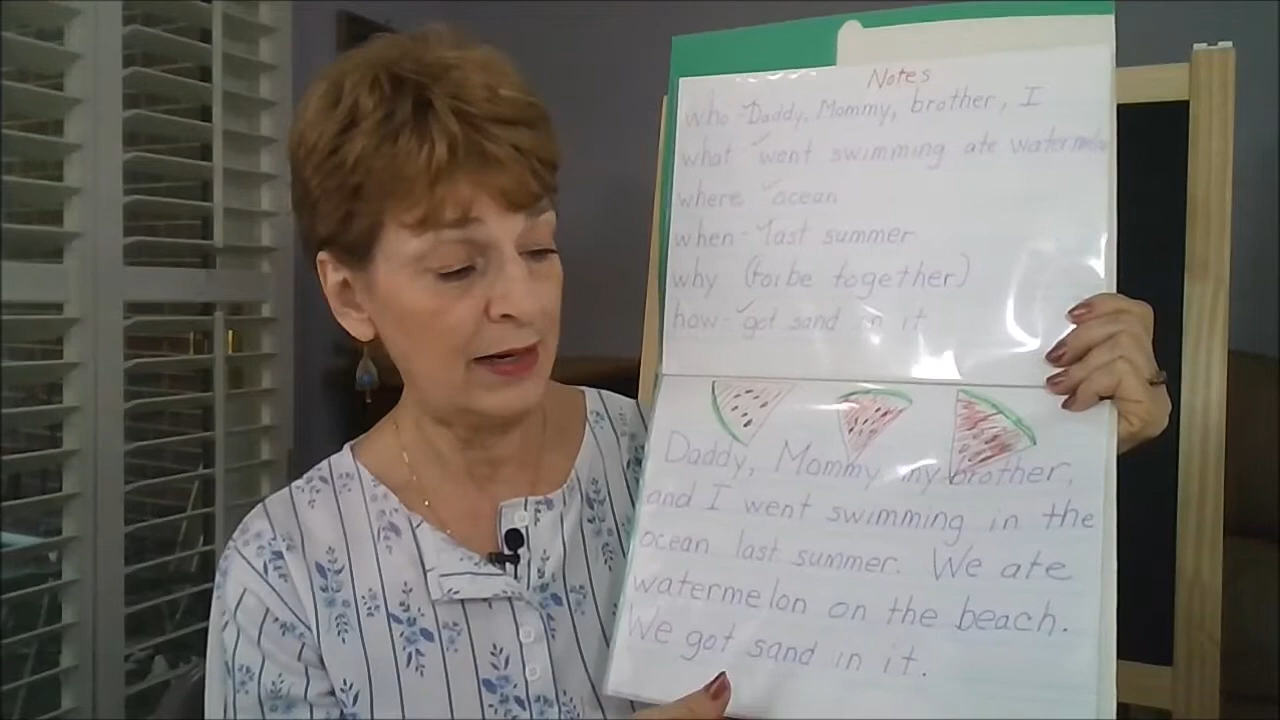 Notes
who - Daddy, Mommy, brother, I
what went swimming ate watermelon
where ocean
when - last summer
why (to be together)
how - got sand in it
Daddy, Mommy my brother,
and I went swimming in the
ocean last summer. We ate
watermelon on the beach.
We got sand in it.